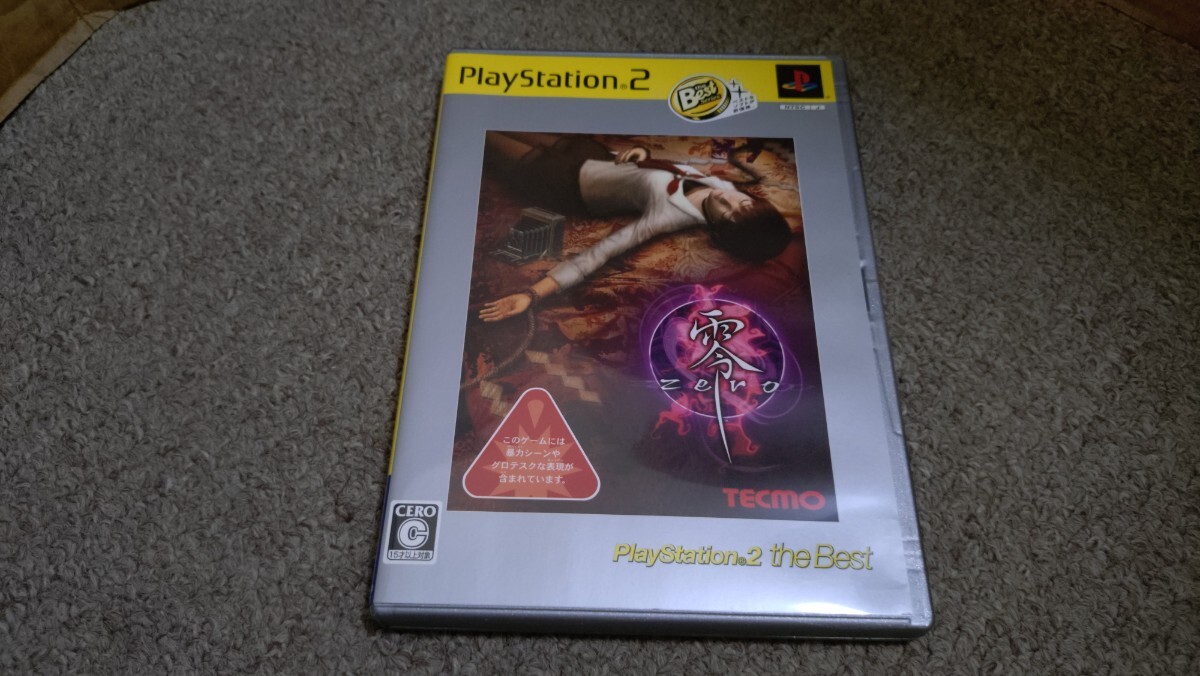 PlayStation®2
Best
NTSC J
零
zero
このゲームには
暴力シーンや
グロテスクな表現が
含まれています。
TECMO
CERO
C
15才以上対象
PlayStation®2 the Best